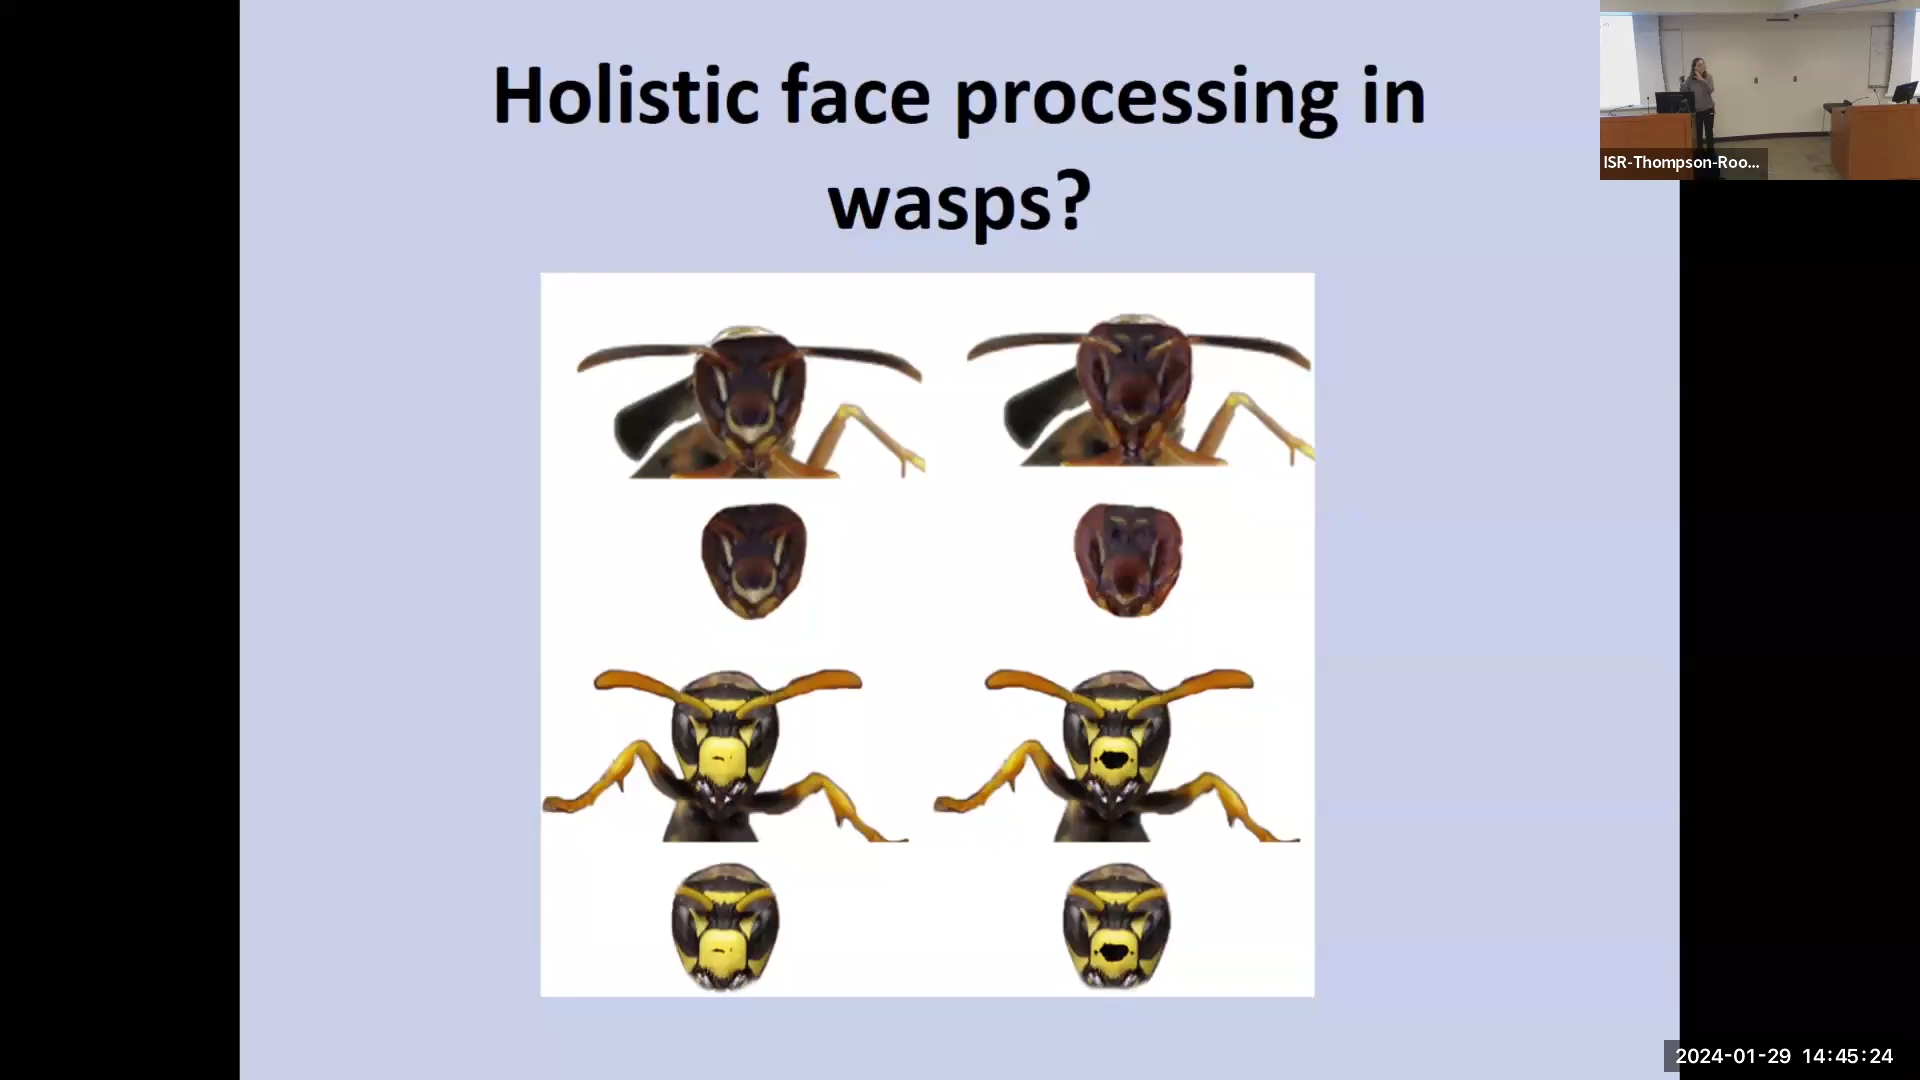 Holistic face processing in
wasps?
ISR-Thompson-Roo...
2024-01-29 14:45:24